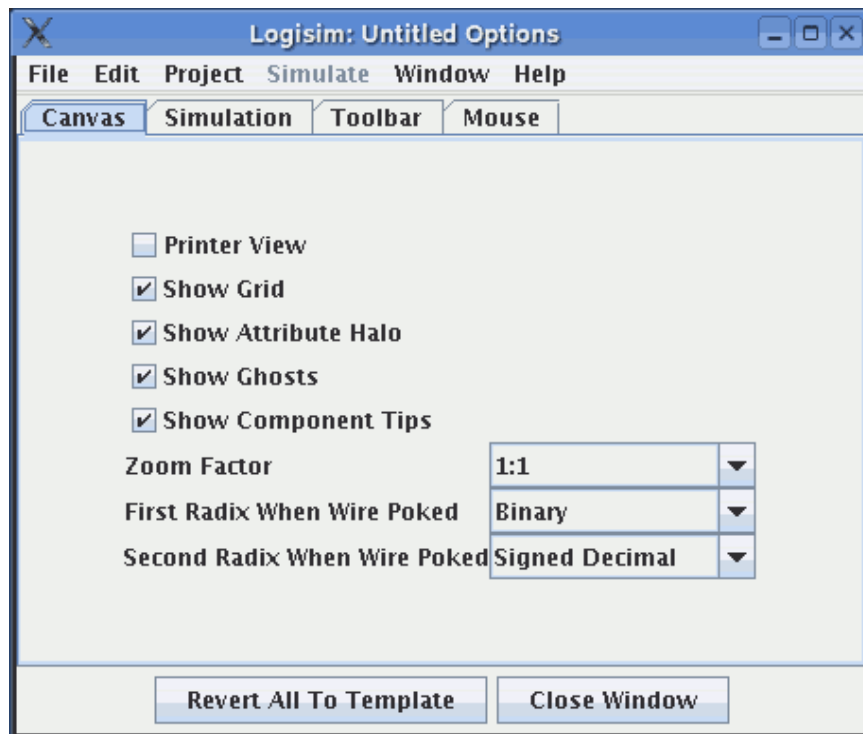 Logisim: Untitled Options
File Edit Project Simulate Window Help
Canvas Simulation Toolbar Mouse
Printer View
Show Grid
Show Attribute Halo
Show Ghosts
Show Component Tips
Zoom Factor 1:1
First Radix When Wire Poked Binary
Second Radix When Wire Poked Signed Decimal
Revert All To Template Close Window